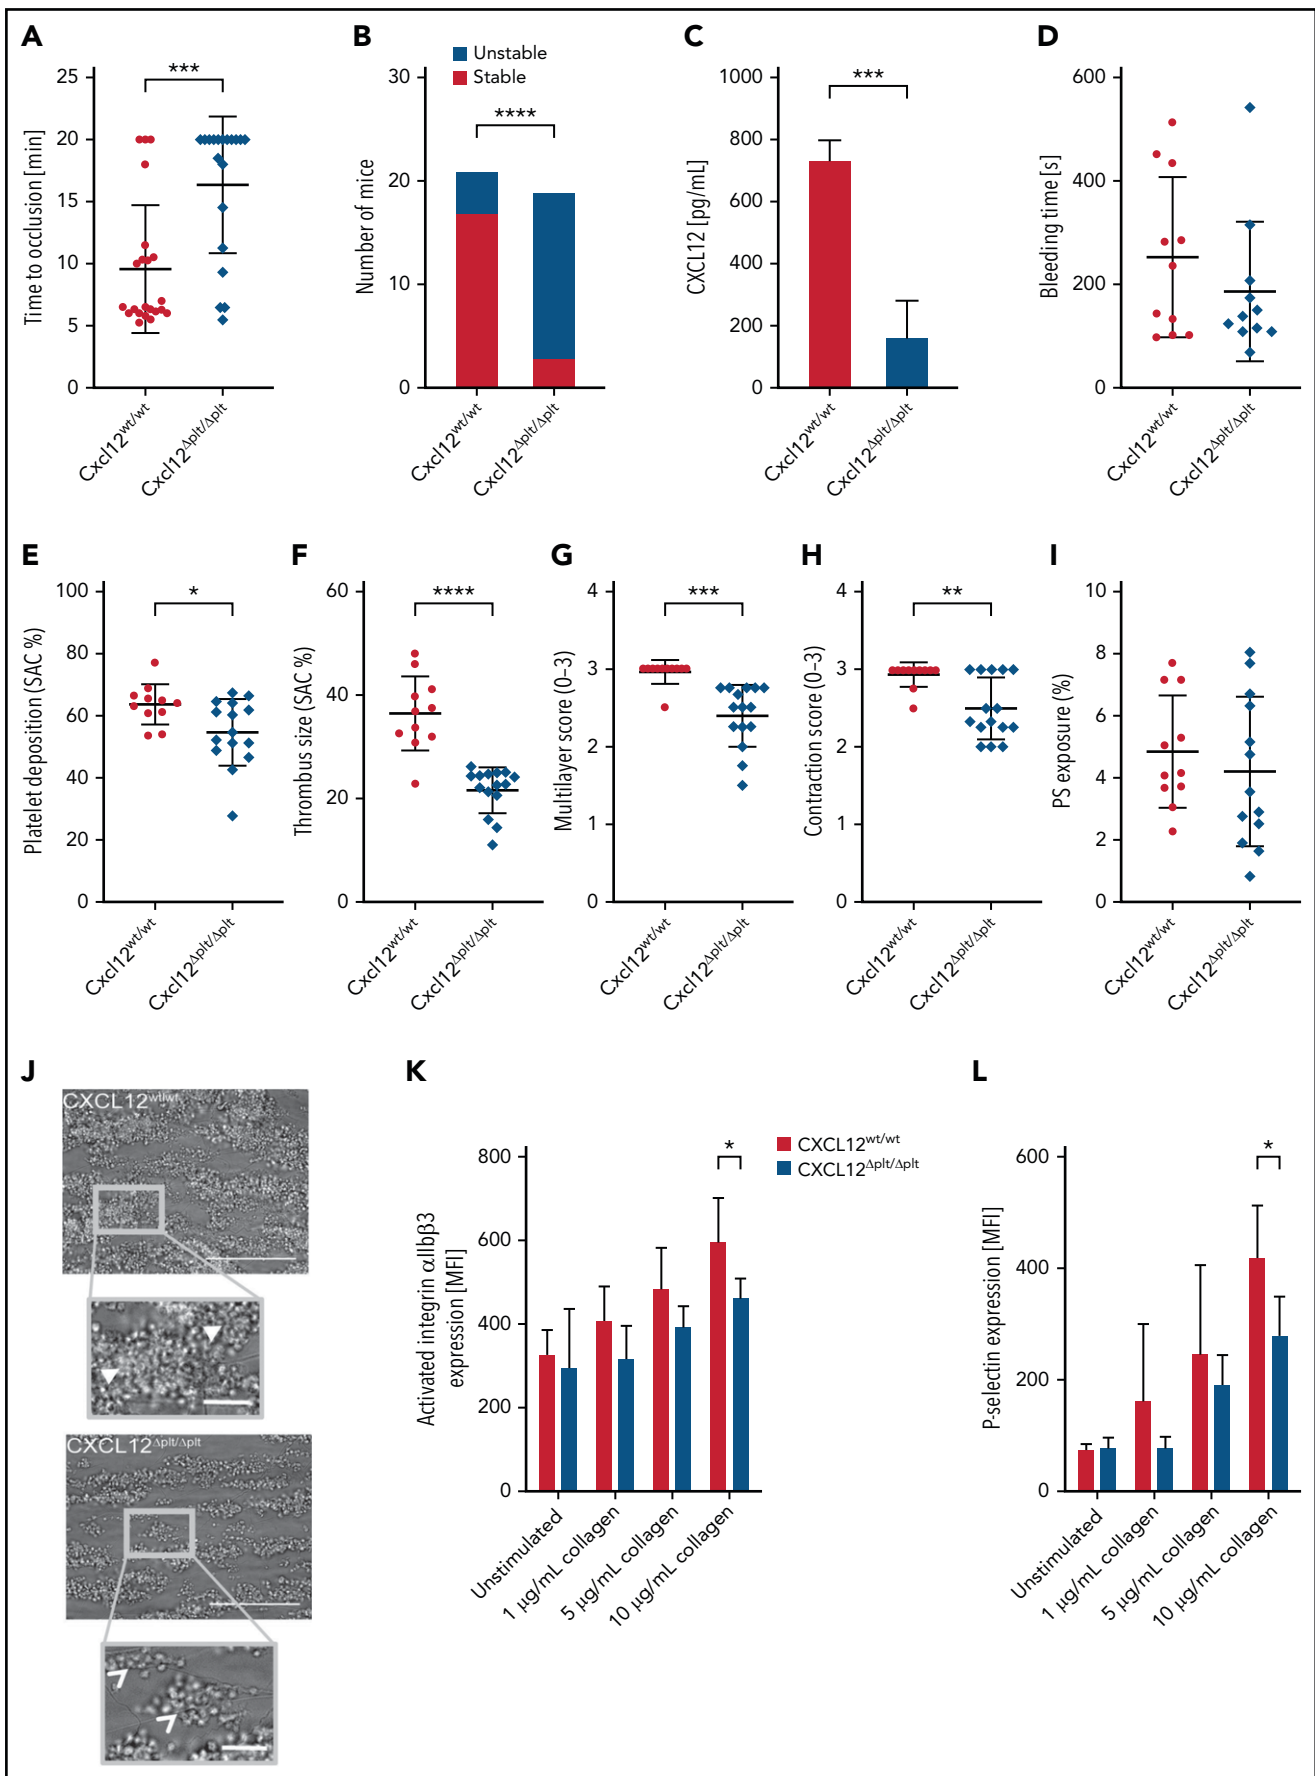 A
Time to occlusion [min]
25
20
15
10
5
0
***
Cxcl12wt/wt
Cxcl12Δplt/Δplt
B
Unstable
Stable
Number of mice
30
20
10
0
****
Cxcl12wt/wt
Cxcl12Δplt/Δplt
C
CXCL12 [pg/mL]
1000
800
600
400
200
0
***
Cxcl12wt/wt
Cxcl12Δplt/Δplt
D
Bleeding time [s]
600
400
200
0
Cxcl12wt/wt
Cxcl12Δplt/Δplt
E
Platelet deposition (SAC %)
100
80
60
40
20
0
*
Cxcl12wt/wt
Cxcl12Δplt/Δplt
F
Thrombus size (SAC %)
60
40
20
0
****
Cxcl12wt/wt
Cxcl12Δplt/Δplt
G
Multilayer score (0–3)
4
3
2
1
0
***
Cxcl12wt/wt
Cxcl12Δplt/Δplt
H
Contraction score (0–3)
4
3
2
1
0
**
Cxcl12wt/wt
Cxcl12Δplt/Δplt
I
PS exposure (%)
10
8
6
4
2
0
Cxcl12wt/wt
Cxcl12Δplt/Δplt
J
CXCL12wt/wt
CXCL12Δplt/Δplt
K
Activated integrin αIIbβ3
expression [MFI]
800
600
400
200
0
*
Unstimulated
1 µg/mL collagen
5 µg/mL collagen
10 µg/mL collagen
CXCL12wt/wt
CXCL12Δplt/Δplt
L
P-selectin expression [MFI]
600
400
200
0
*
Unstimulated
1 µg/mL collagen
5 µg/mL collagen
10 µg/mL collagen